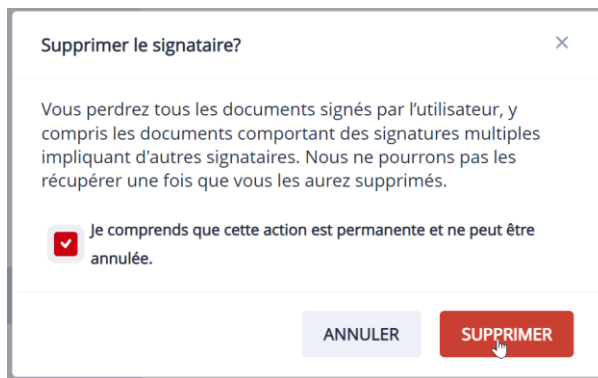 Supprimer le signataire?
Vous perdrez tous les documents signés par l’utilisateur, y
compris les documents comportant des signatures multiples
impliquant d'autres signataires. Nous ne pourrons pas les
récupérer une fois que vous les aurez supprimés.
Je comprends que cette action est permanente et ne peut être
annulée.
ANNULER
SUPPRIMER